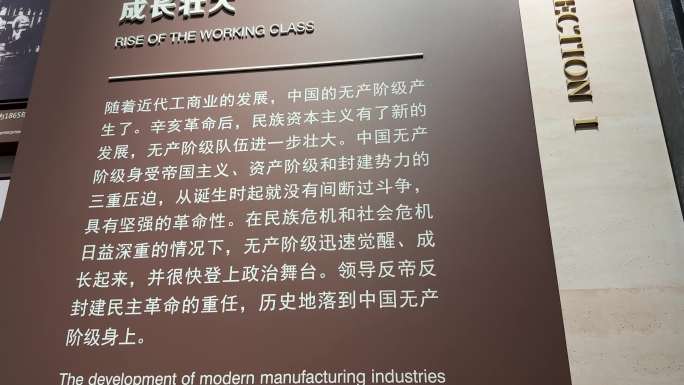 成长壮大
RISE OF THE WORKING CLASS
随着近代工商业的发展，中国的无产阶级产
生了。辛亥革命后，民族资本主义有了新的
发展，无产阶级队伍进一步壮大。中国无产
阶级身受帝国主义、资产阶级和封建势力的
三重压迫，从诞生时起就没有间断过斗争，
具有坚强的革命性。在民族危机和社会危机
日益深重的情况下，无产阶级迅速觉醒、成
长起来，并很快登上政治舞台。领导反帝反
封建民主革命的重任，历史地落到中国无产
阶级身上。
The development of modern manufacturing industries
ECTION I
1865年